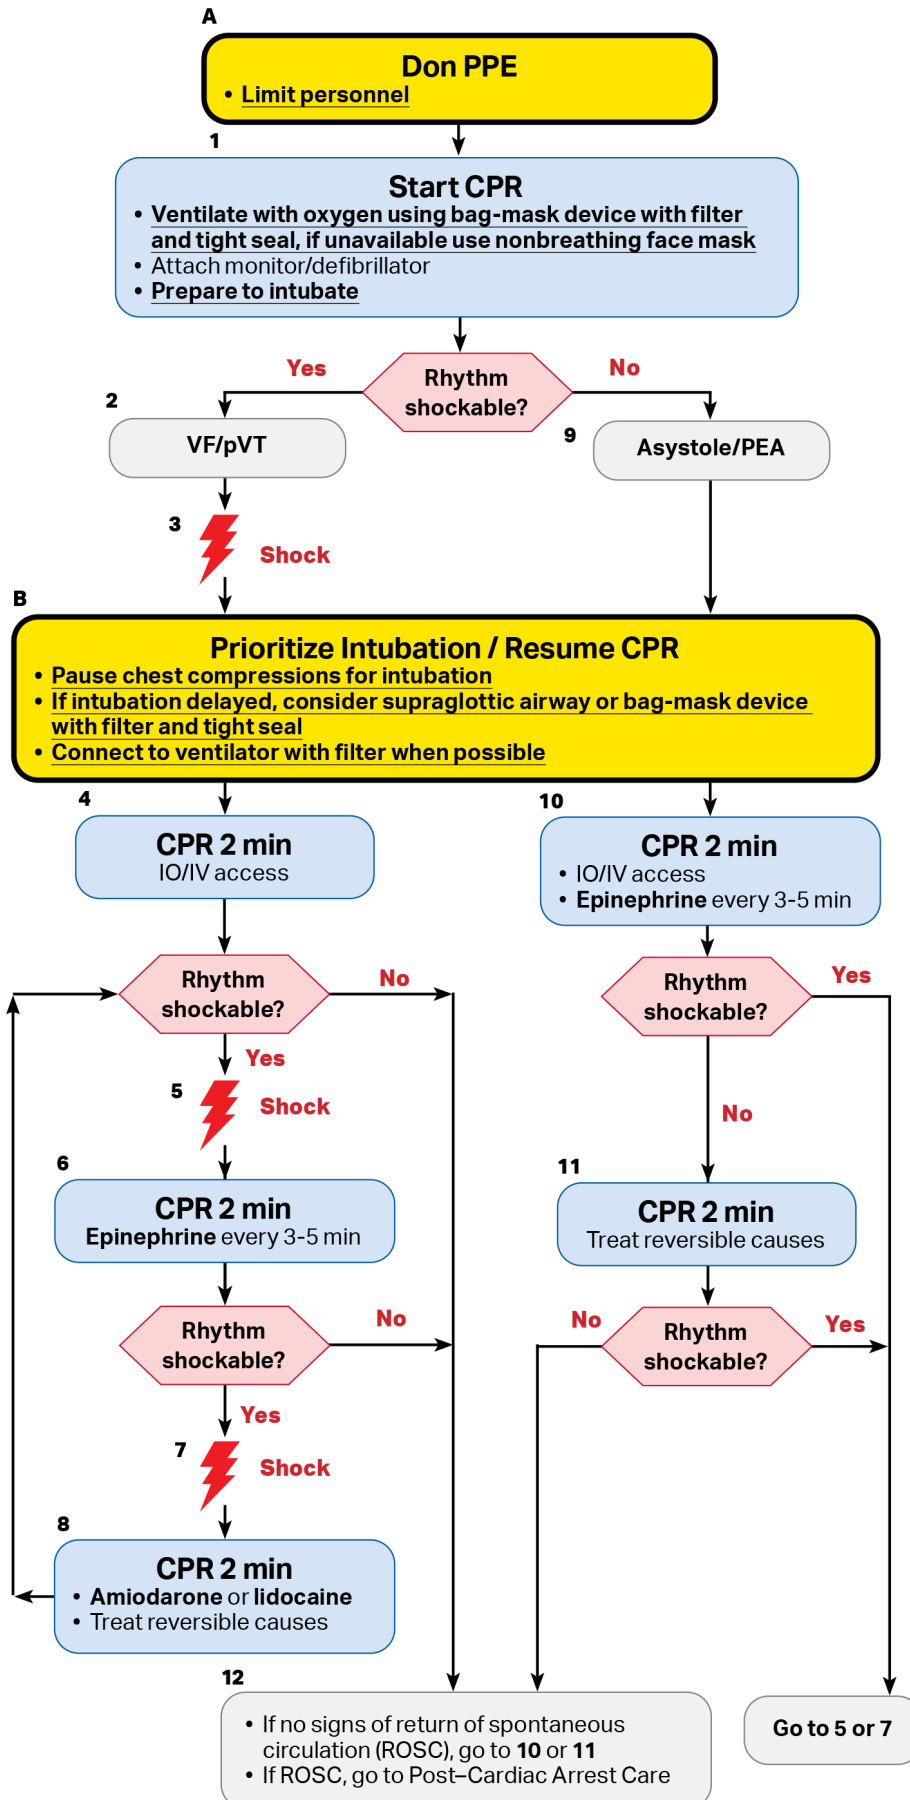 A
Don PPE
• Limit personnel
1
Start CPR
• Ventilate with oxygen using bag-mask device with filter
and tight seal, if unavailable use nonbreathing face mask
• Attach monitor/defibrillator
• Prepare to intubate
Yes
Rhythm
shockable?
No
2
VF/pVT
9
Asystole/PEA
3
Shock
B
Prioritize Intubation / Resume CPR
• Pause chest compressions for intubation
• If intubation delayed, consider supraglottic airway or bag-mask device
with filter and tight seal
• Connect to ventilator with filter when possible
4
CPR 2 min
IO/IV access
10
CPR 2 min
• IO/IV access
• Epinephrine every 3-5 min
Rhythm
shockable?
No
Yes
Rhythm
shockable?
Yes
No
5
Shock
6
CPR 2 min
Epinephrine every 3-5 min
11
CPR 2 min
Treat reversible causes
Rhythm
shockable?
No
Yes
No
Rhythm
shockable?
Yes
7
Shock
8
CPR 2 min
• Amiodarone or lidocaine
• Treat reversible causes
12
• If no signs of return of spontaneous
circulation (ROSC), go to 10 or 11
• If ROSC, go to Post–Cardiac Arrest Care
Go to 5 or 7